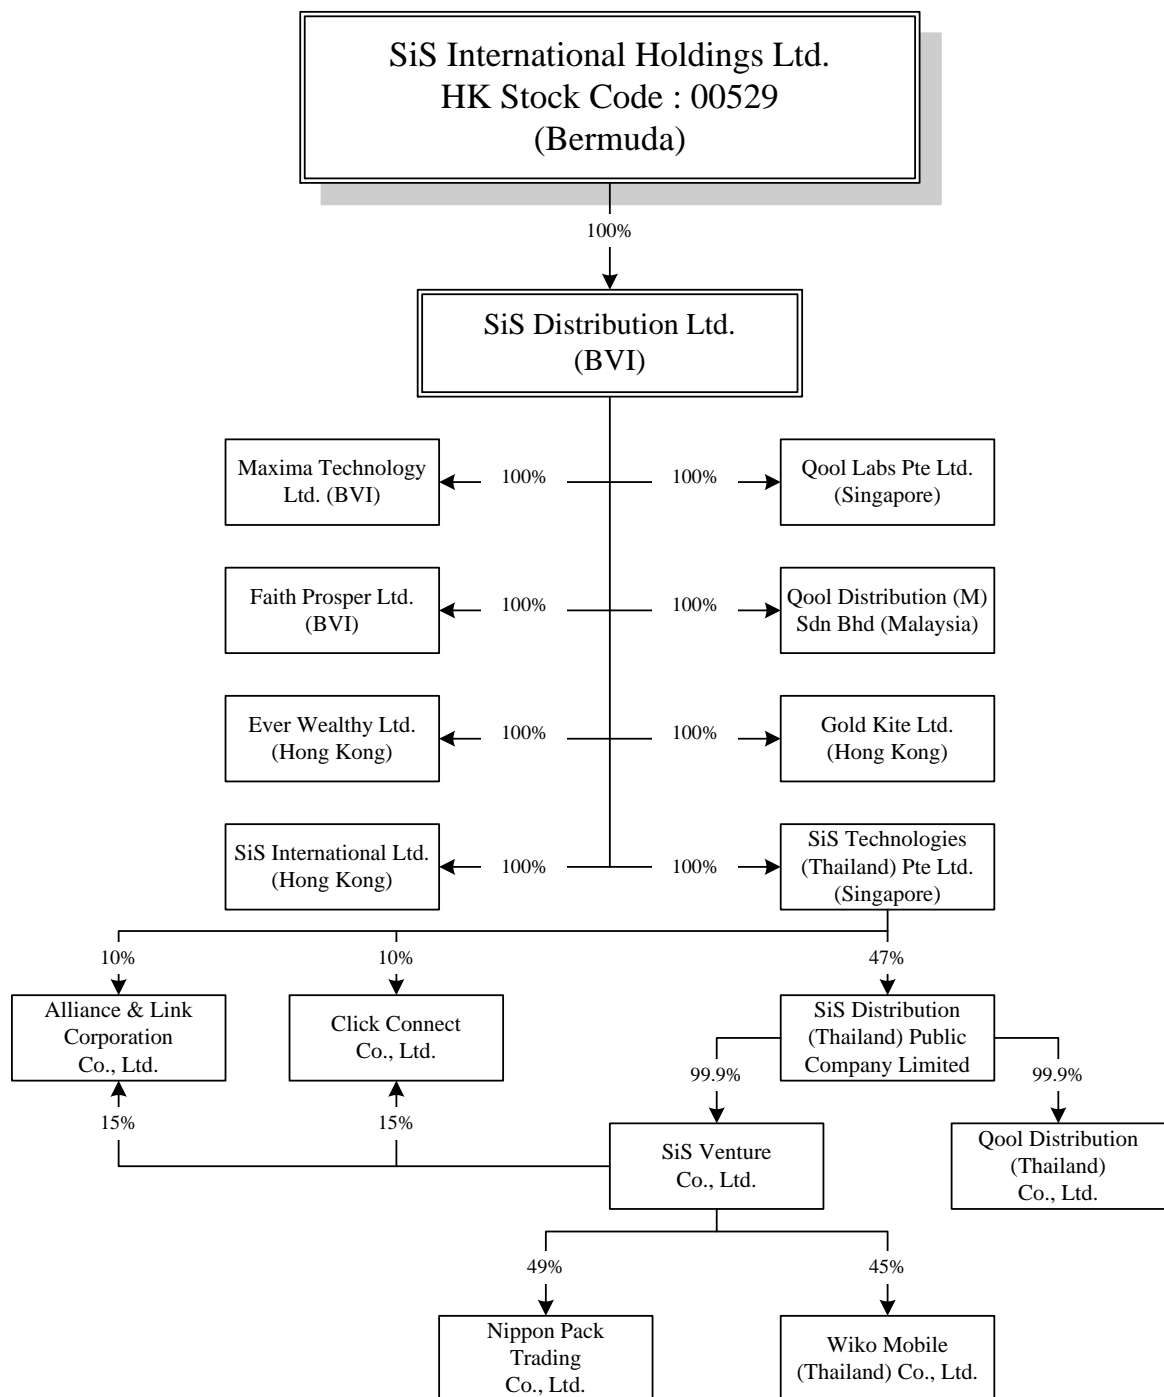 SiS International Holdings Ltd.
HK Stock Code : 00529
(Bermuda)
100%
SiS Distribution Ltd.
(BVI)
Maxima Technology
Ltd. (BVI)
100%
100%
Qool Labs Pte Ltd.
(Singapore)
Faith Prosper Ltd.
(BVI)
100%
100%
Qool Distribution (M)
Sdn Bhd (Malaysia)
Ever Wealthy Ltd.
(Hong Kong)
100%
100%
Gold Kite Ltd.
(Hong Kong)
SiS International Ltd.
(Hong Kong)
100%
100%
SiS Technologies
(Thailand) Pte Ltd.
(Singapore)
10%
10%
47%
Alliance & Link
Corporation
Co., Ltd.
Click Connect
Co., Ltd.
SiS Distribution
(Thailand) Public
Company Limited
99.9%
99.9%
15%
15%
SiS Venture
Co., Ltd.
Qool Distribution
(Thailand)
Co., Ltd.
49%
45%
Nippon Pack
Trading
Co., Ltd.
Wiko Mobile
(Thailand) Co., Ltd.